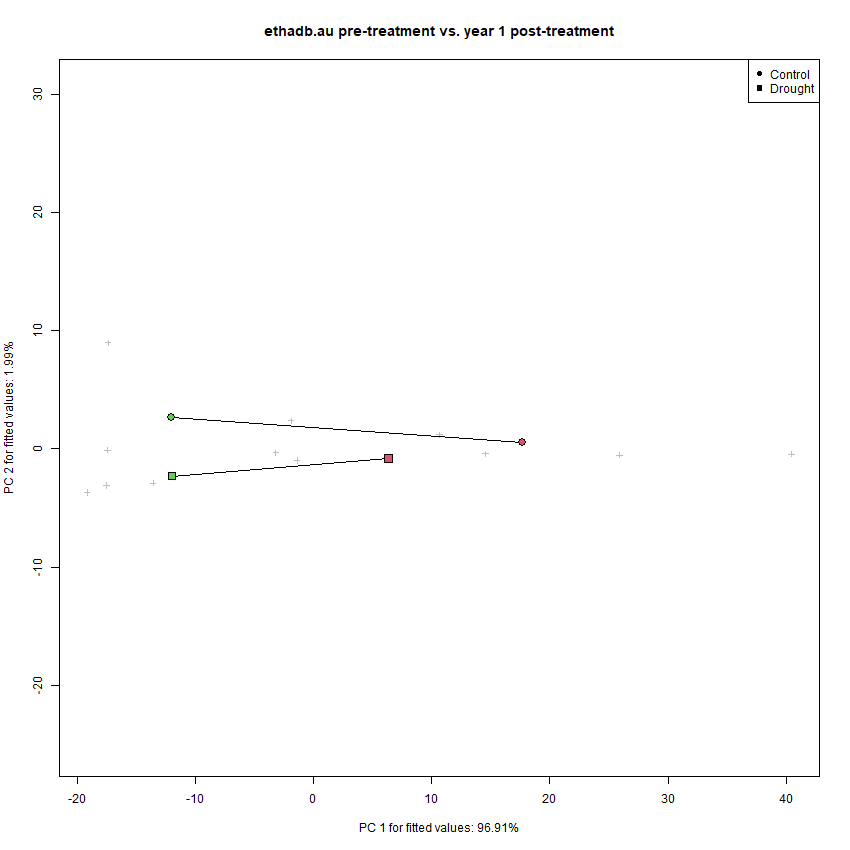 ethadb.au pre-treatment vs. year 1 post-treatment
Control
Drought
30
20
10
0
-10
-20
PC 2 for fitted values: 1.99%
-20
-10
0
10
20
30
40
PC 1 for fitted values: 96.91%